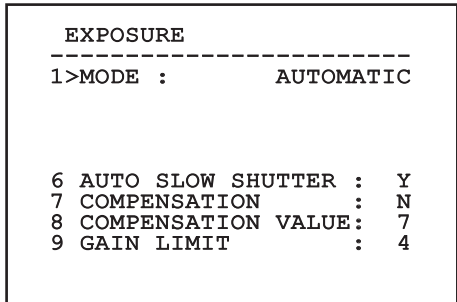 EXPOSURE
------------------------
1>MODE :      AUTOMATIC
6 AUTO SLOW SHUTTER :  Y
7 COMPENSATION      :  N
8 COMPENSATION VALUE:  7
9 GAIN LIMIT        :  4